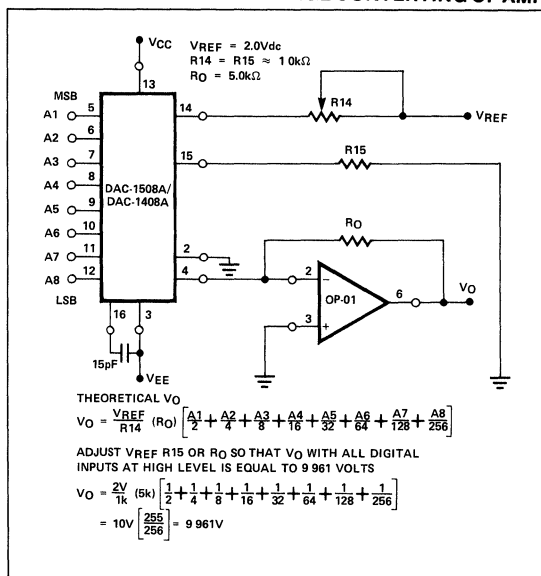 VCC
VREF = 2.0Vdc
R14 = R15 ≈ 1 0kΩ
RO = 5.0kΩ
13
MSB
A1 5
A2 6
A3 7
A4 8
A5 9
A6 10
A7 11
A8 12
LSB
DAC-1508A/
DAC-1408A
14
R14
VREF
15
R15
2
4
RO
2
OP-01
6
VO
3
16
3
15pF
VEE
THEORETICAL VO
VO = VREF/R14 (RO) [A1/2 + A2/4 + A3/8 + A4/16 + A5/32 + A6/64 + A7/128 + A8/256]
ADJUST VREF R15 OR RO SO THAT VO WITH ALL DIGITAL
INPUTS AT HIGH LEVEL IS EQUAL TO 9 961 VOLTS
VO = 2V/1k (5k) [1/2 + 1/4 + 1/8 + 1/16 + 1/32 + 1/64 + 1/128 + 1/256]
= 10V [255/256] = 9 961V